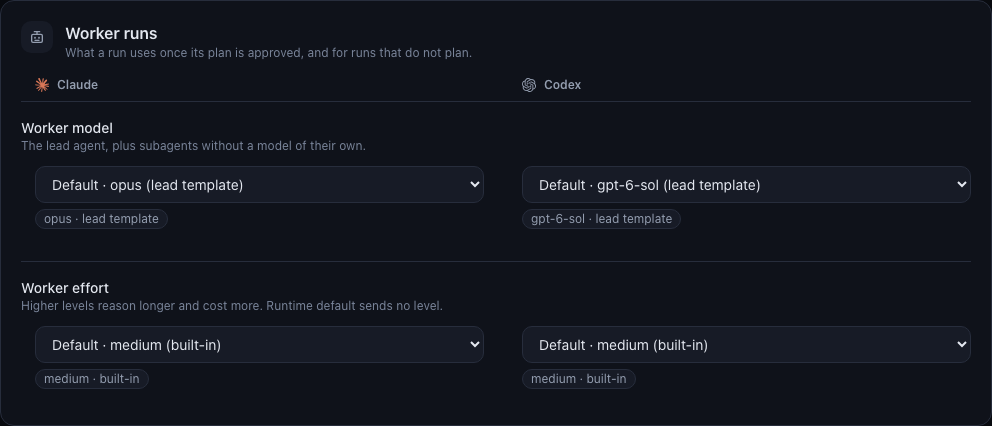 Worker runs
What a run uses once its plan is approved, and for runs that do not plan.
Claude
Codex
Worker model
The lead agent, plus subagents without a model of their own.
Default · opus (lead template)
Default · gpt-6-sol (lead template)
opus · lead template
gpt-6-sol · lead template
Worker effort
Higher levels reason longer and cost more. Runtime default sends no level.
Default · medium (built-in)
Default · medium (built-in)
medium · built-in
medium · built-in